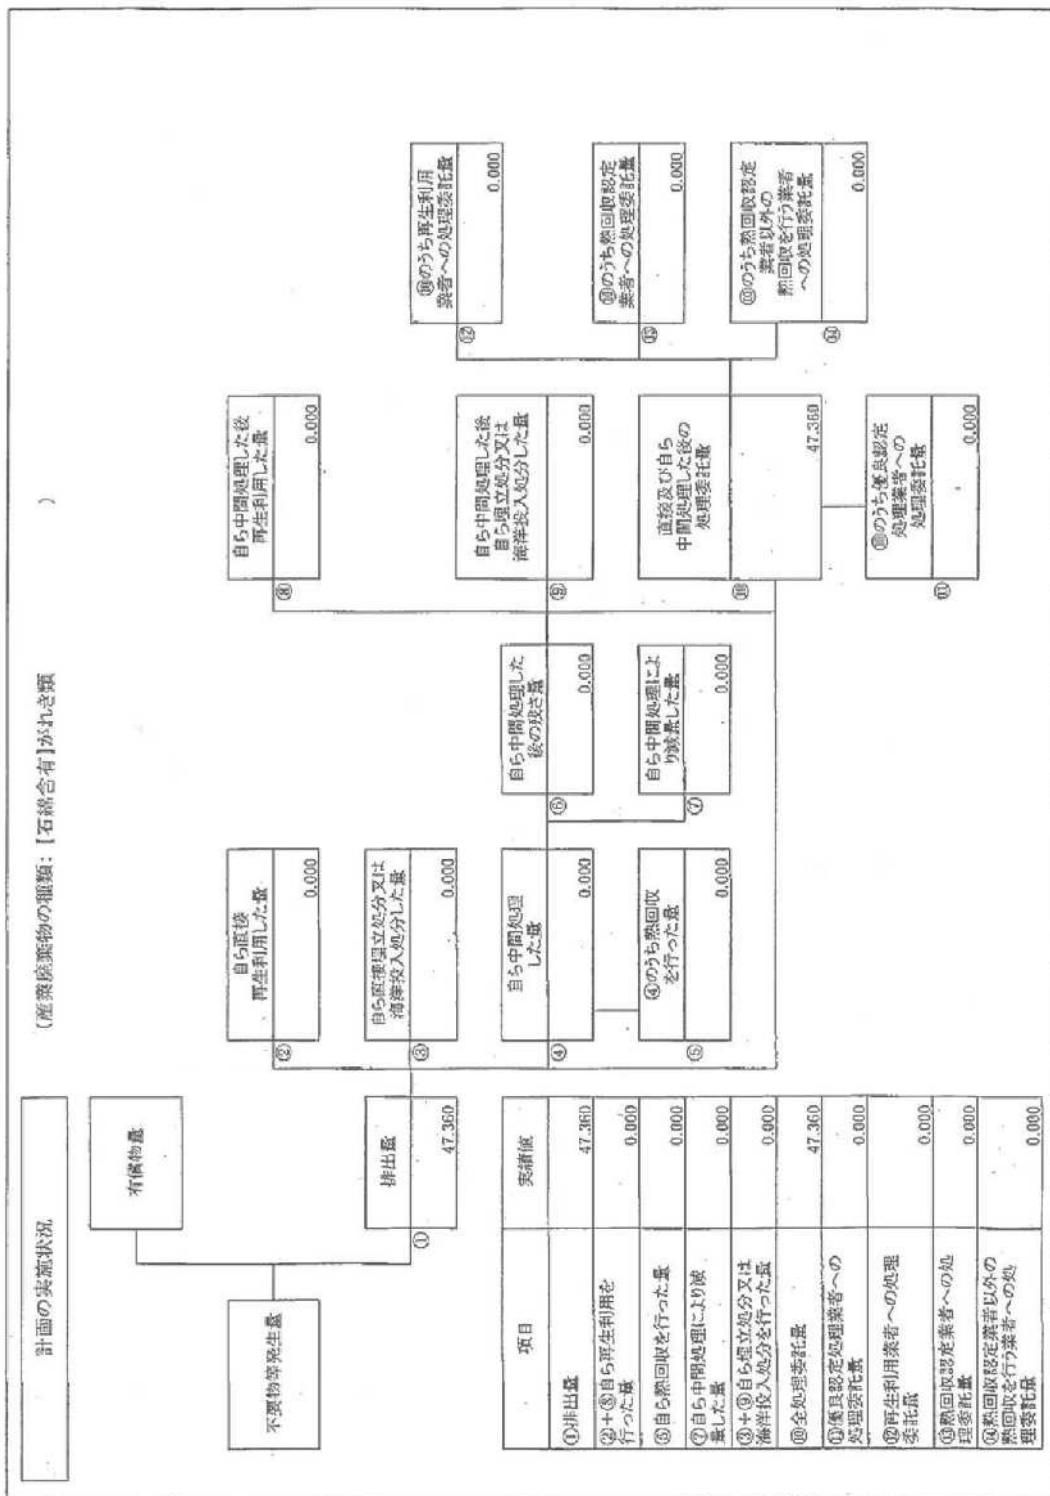 計画の実施状況
(産業廃棄物の種類:【石綿含有】がれき類 )
不要物等発生量
有償物量
①
排出量
47.360
②
自ら直接
再生利用した量
0.000
③
自ら直接埋立処分又は
海洋投入処分した量
0.000
④
自ら中間処理
した量
0.000
⑤
④のうち熱回収
を行った量
0.000
⑥
自ら中間処理した
後の残さ量
0.000
⑦
自ら中間処理によ
り減量した量
0.000
⑧
自ら中間処理した後
再生利用した量
0.000
⑨
自ら中間処理した後
自ら埋立処分又は
海洋投入処分した量
0.000
⑩
直接及び自ら
中間処理した後の
処理委託量
47.360
⑪
⑩のうち優良認定
処理業者への
処理委託量
0.000
⑫
⑩のうち再生利用
業者への処理委託量
0.000
⑬
⑩のうち熱回収認定
業者への処理委託量
0.000
⑭
⑩のうち熱回収認定
業者以外の
熱回収を行う業者
への処理委託量
0.000
項目 実績値
①排出量 47.360
②+⑧自ら再生利用を
行った量 0.000
⑤自ら熱回収を行った量 0.000
⑦自ら中間処理により減
量した量 0.000
③+⑨自ら埋立処分又は
海洋投入処分を行った量 0.000
⑩全処理委託量 47.360
⑪優良認定処理業者への
処理委託量 0.000
⑫再生利用業者への処理
委託量 0.000
⑬熱回収認定業者への処
理委託量 0.000
⑭熱回収認定業者以外の
熱回収を行う業者への処
理委託量 0.000